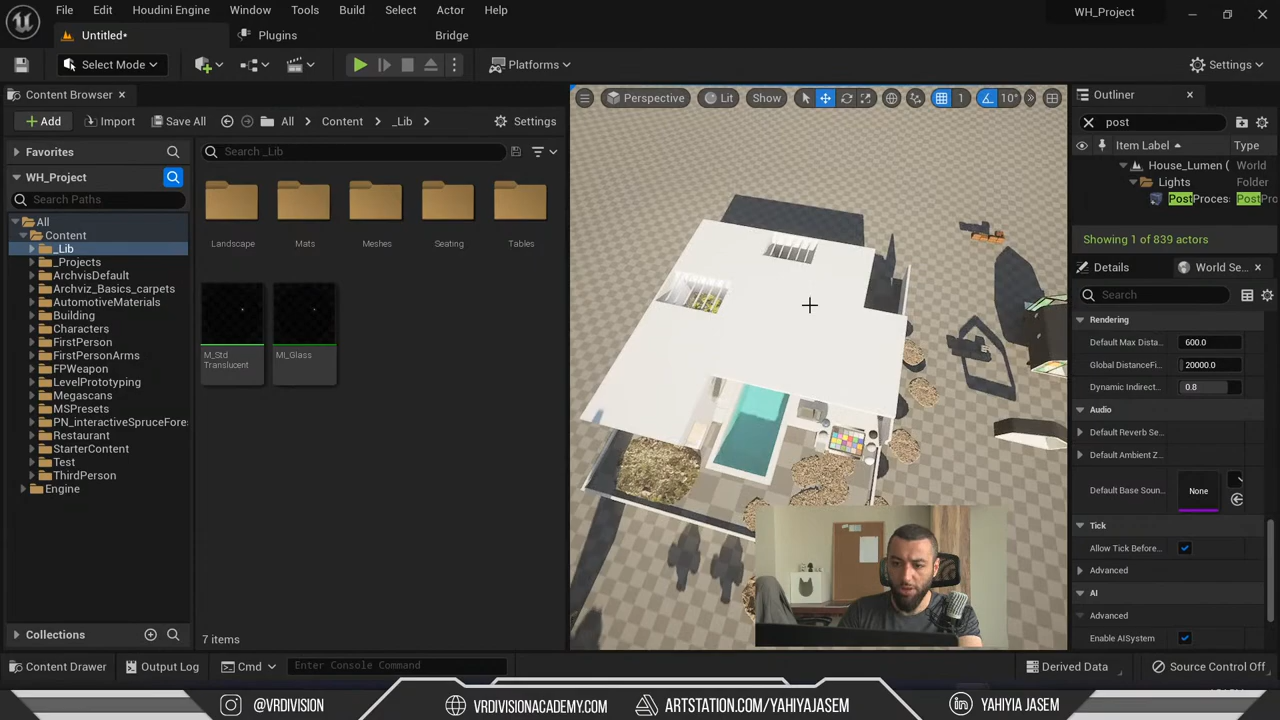 File Edit Window Tools Build Houdini Engine Select Actor Help
WH_Project
Untitled*
Plugins
Bridge
Select Mode
Platforms
Settings
Content Browser
Add
Import
Save All
All
Content
_Lib
Settings
Favorites
WH_Project
Search Paths
All
Content
_Lib
_Projects
ArchvisDefault
Archviz_Basics_carpets
AutomotiveMaterials
Building
Characters
FirstPerson
FirstPersonArms
FPWeapon
LevelPrototyping
Megascans
MSPresets
PN_interactiveSpruceFores
Restaurant
StarterContent
Test
ThirdPerson
Engine
Collections
Search _Lib
Landscape
Mats
Meshes
Seating
Tables
M_Std
Translucent
MI_Glass
7 items
Perspective
Lit
Show
1
10°
Outliner
post
Item Label
Type
House_Lumen (
World
Lights
Folder
PostProces
PostPro
Showing 1 of 839 actors
Details
World Se...
Search
Rendering
Default Max Dista...
600.0
Global DistanceFi...
20000.0
Dynamic Indirect...
0.8
Audio
Default Reverb Se...
Default Ambient Z...
Default Base Soun...
None
Tick
Allow Tick Before...
Advanced
AI
Advanced
Enable AISystem
Content Drawer
Output Log
Cmd
Enter Console Command
Derived Data
Source Control Off
@VRDIVISION
VRDIVISIONACADEMY.COM
ARTSTATION.COM/YAHIYAJASEM
YAHIYIA JASEM